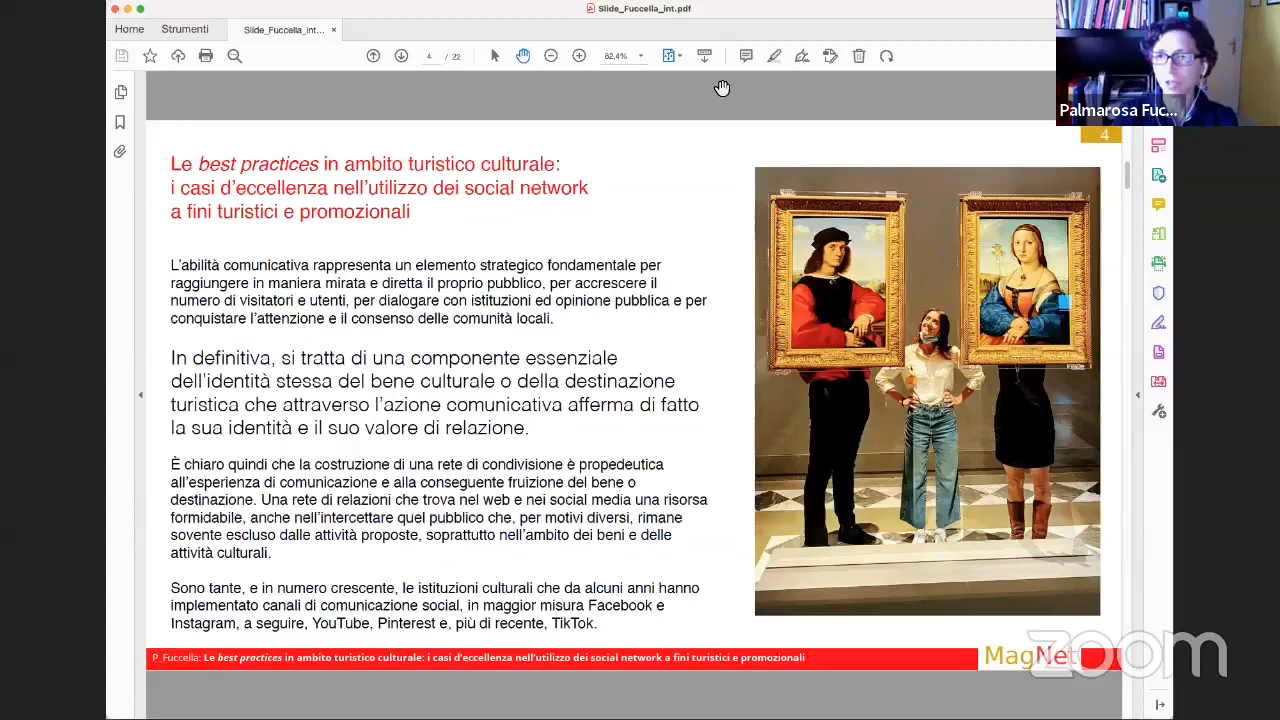 Slide_Fuccella_int.pdf
Home
Strumenti
Slide_Fuccella_int...
×
4 / 22
62,4%
Palmarosa Fuc...
4
Le best practices in ambito turistico culturale:
i casi d’eccellenza nell’utilizzo dei social network
a fini turistici e promozionali
L’abilità comunicativa rappresenta un elemento strategico fondamentale per
raggiungere in maniera mirata e diretta il proprio pubblico, per accrescere il
numero di visitatori e utenti, per dialogare con istituzioni ed opinione pubblica e per
conquistare l’attenzione e il consenso delle comunità locali.
In definitiva, si tratta di una componente essenziale
dell’identità stessa del bene culturale o della destinazione
turistica che attraverso l’azione comunicativa afferma di fatto
la sua identità e il suo valore di relazione.
È chiaro quindi che la costruzione di una rete di condivisione è propedeutica
all’esperienza di comunicazione e alla conseguente fruizione del bene o
destinazione. Una rete di relazioni che trova nel web e nei social media una risorsa
formidabile, anche nell’intercettare quel pubblico che, per motivi diversi, rimane
sovente escluso dalle attività proposte, soprattutto nell’ambito dei beni e delle
attività culturali.
Sono tante, e in numero crescente, le istituzioni culturali che da alcuni anni hanno
implementato canali di comunicazione social, in maggior misura Facebook e
Instagram, a seguire, YouTube, Pinterest e, più di recente, TikTok.
P_Fuccella: Le best practices in ambito turistico culturale: i casi d’eccellenza nell’utilizzo dei social network a fini turistici e promozionali
MagNet
zoom